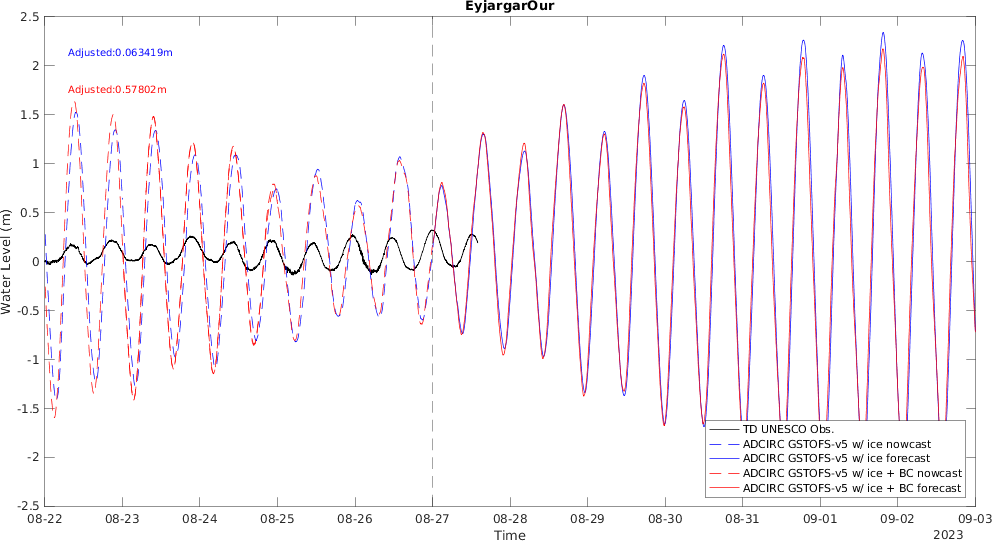 EyjargarOur
Adjusted:0.063419m
Adjusted:0.57802m
Water Level (m)
2.5
2
1.5
1
0.5
0
-0.5
-1
-1.5
-2
-2.5
TD UNESCO Obs.
ADCIRC GSTOFS-v5 w/ ice nowcast
ADCIRC GSTOFS-v5 w/ ice forecast
ADCIRC GSTOFS-v5 w/ ice + BC nowcast
ADCIRC GSTOFS-v5 w/ ice + BC forecast
08-22 08-23 08-24 08-25 08-26 08-27 08-28 08-29 08-30 08-31 09-01 09-02 09-03
Time
2023